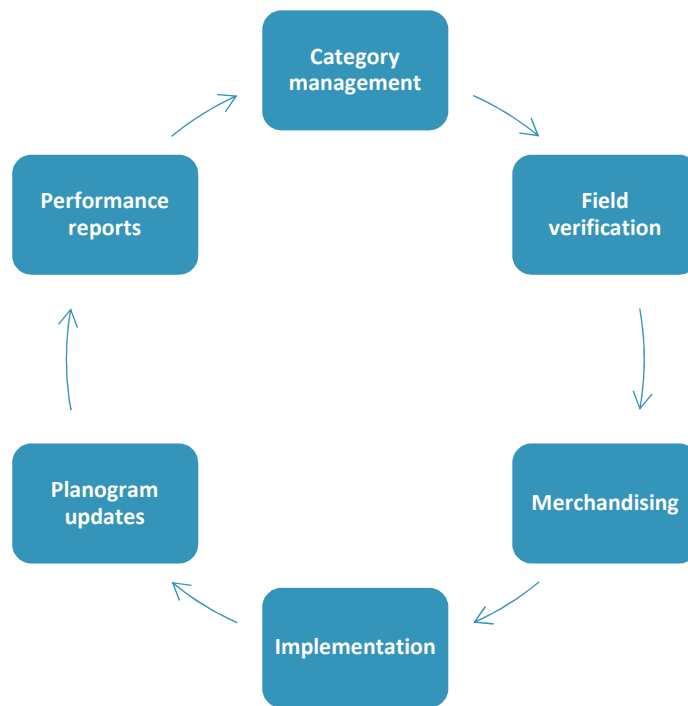 Category
management
Field
verification
Merchandising
Implementation
Planogram
updates
Performance
reports